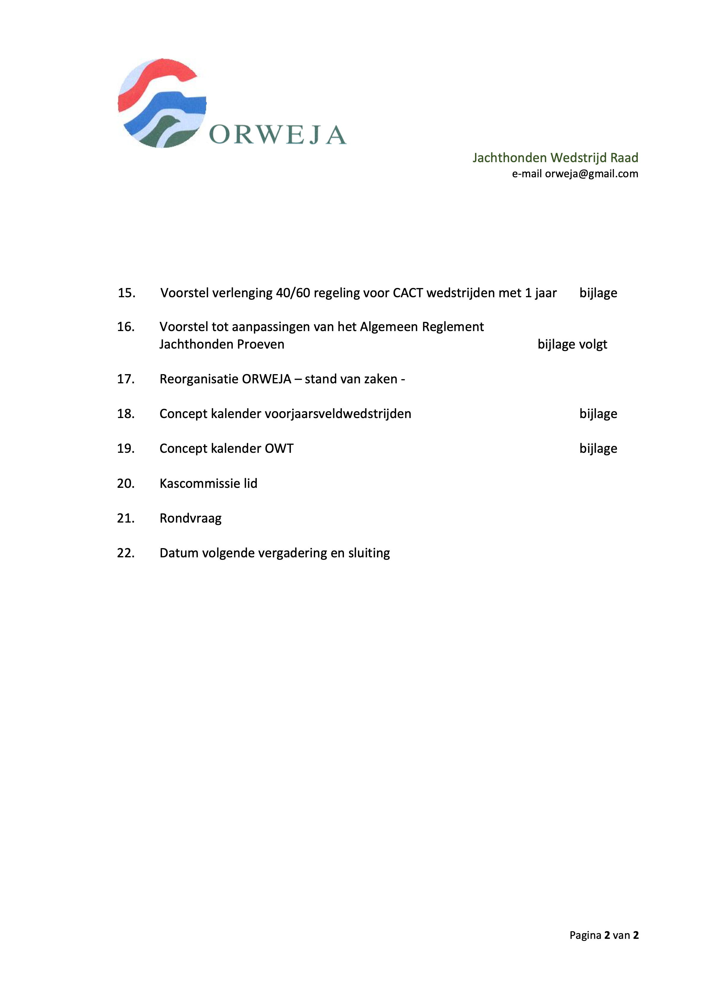 ORWEJA
Jachthonden Wedstrijd Raad
e-mail orweja@gmail.com
15. Voorstel verlenging 40/60 regeling voor CACT wedstrijden met 1 jaar bijlage
16. Voorstel tot aanpassingen van het Algemeen Reglement
Jachthonden Proeven bijlage volgt
17. Reorganisatie ORWEJA – stand van zaken -
18. Concept kalender voorjaarsveldwedstrijden bijlage
19. Concept kalender OWT bijlage
20. Kascommissie lid
21. Rondvraag
22. Datum volgende vergadering en sluiting
Pagina 2 van 2